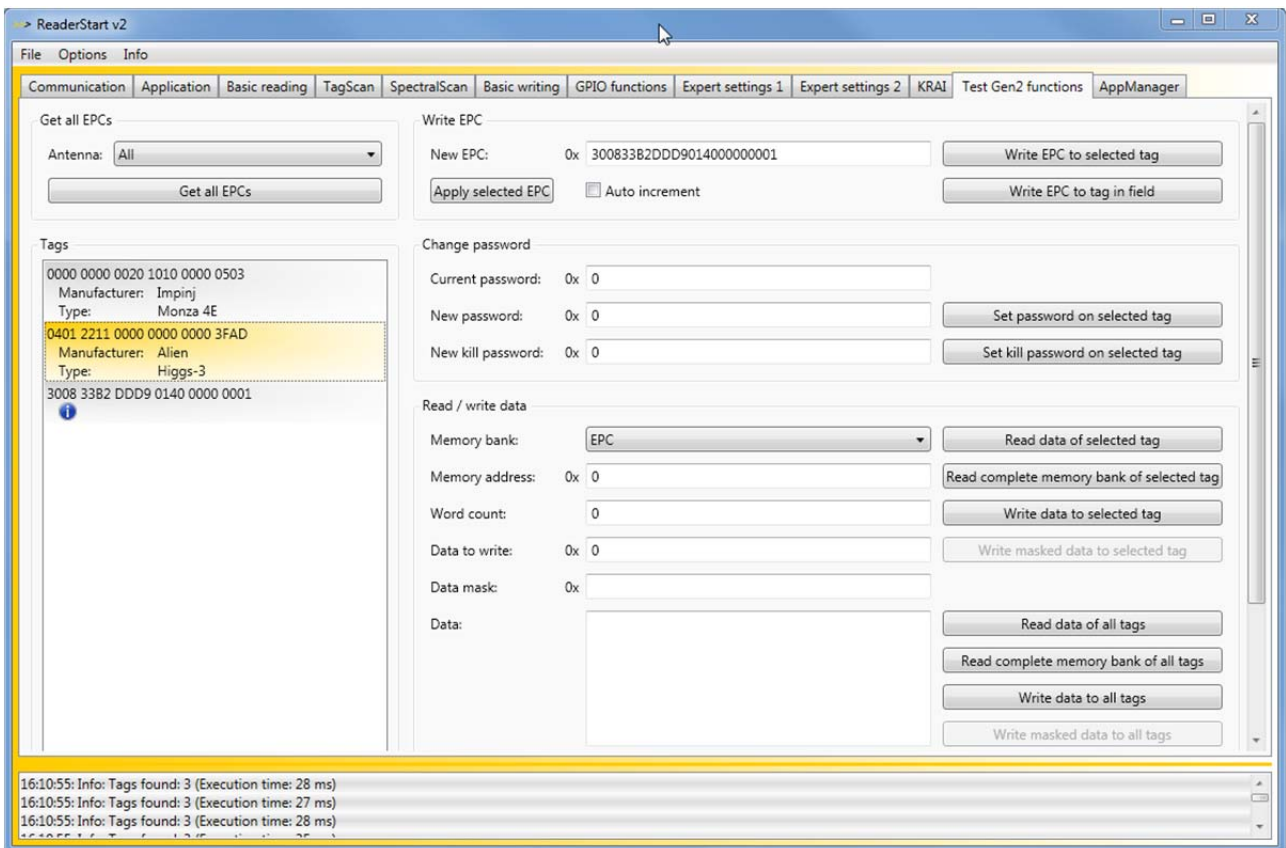 ReaderStart v2
File Options Info
Communication Application Basic reading TagScan SpectralScan Basic writing GPIO functions Expert settings 1 Expert settings 2 KRAI Test Gen2 functions AppManager
Get all EPCs
Antenna: All
Get all EPCs
Tags
0000 0000 0020 1010 0000 0503
Manufacturer: Impinj
Type: Monza 4E
0401 2211 0000 0000 0000 3FAD
Manufacturer: Alien
Type: Higgs-3
3008 33B2 DDD9 0140 0000 0001
Write EPC
New EPC: 0x 300833B2DDD9014000000001 Write EPC to selected tag
Apply selected EPC Auto increment Write EPC to tag in field
Change password
Current password: 0x 0
New password: 0x 0 Set password on selected tag
New kill password: 0x 0 Set kill password on selected tag
Read / write data
Memory bank: EPC Read data of selected tag
Memory address: 0x 0 Read complete memory bank of selected tag
Word count: 0 Write data to selected tag
Data to write: 0x 0 Write masked data to selected tag
Data mask: 0x
Data: Read data of all tags
Read complete memory bank of all tags
Write data to all tags
Write masked data to all tags
16:10:55: Info: Tags found: 3 (Execution time: 28 ms)
16:10:55: Info: Tags found: 3 (Execution time: 27 ms)
16:10:55: Info: Tags found: 3 (Execution time: 28 ms)